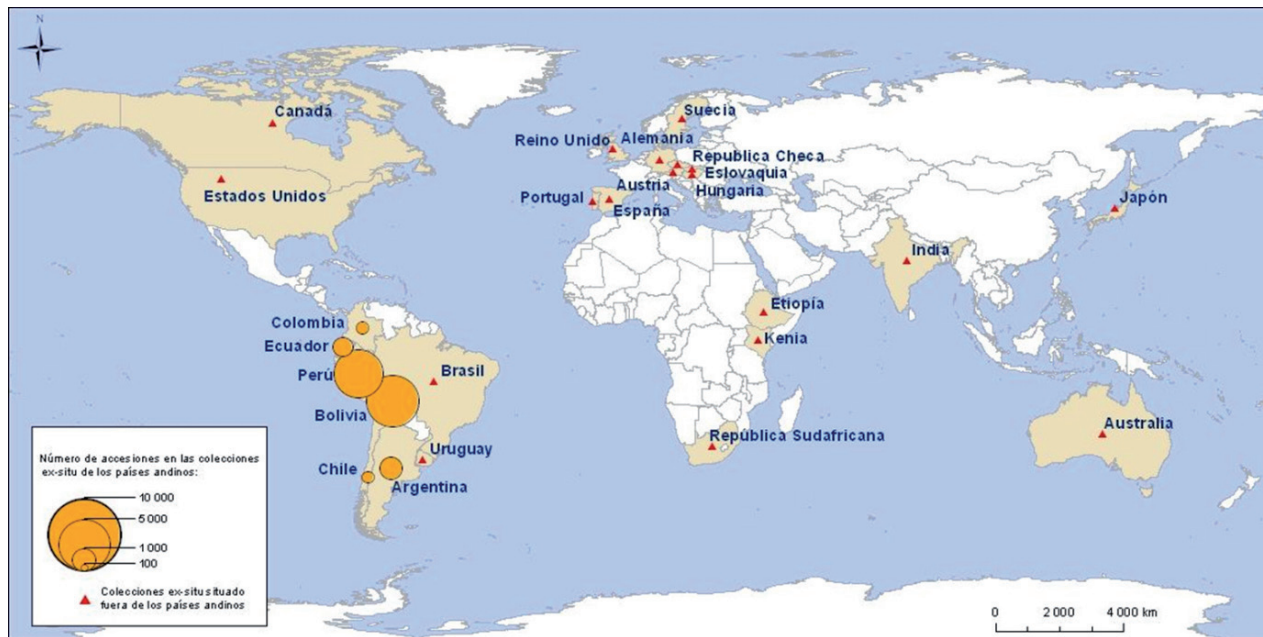 N
Canadá
Suecia
Reino Unido
Alemania
Republica Checa
Eslovaquia
Estados Unidos
Austria
Hungaria
Portugal
España
Japón
India
Etiopía
Colombia
Kenia
Ecuador
Perú
Brasil
Bolivia
Australia
República Sudafricana
Uruguay
Chile
Argentina
Número de accesiones en las colecciones
ex-situ de los países andinos:
10 000
5 000
1 000
100
Colecciones ex-situ situado
fuera de los países andinos
0 2 000 4 000 km